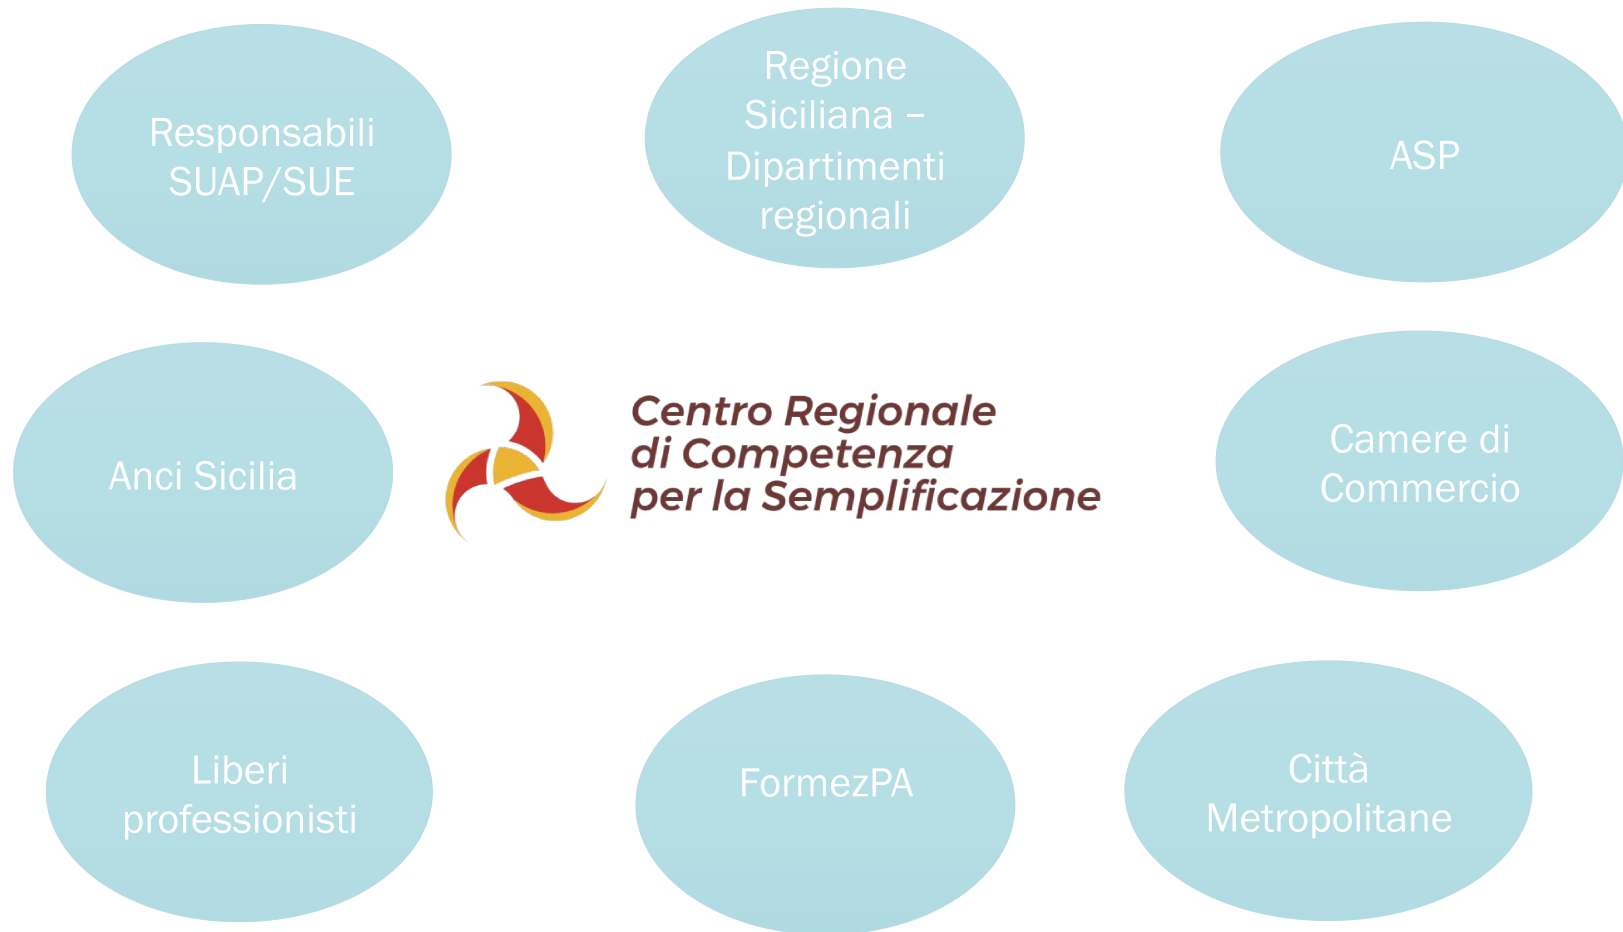 Responsabili
SUAP/SUE
Regione
Siciliana –
Dipartimenti
regionali
ASP
Anci Sicilia
Centro Regionale
di Competenza
per la Semplificazione
Camere di
Commercio
Liberi
professionisti
FormezPA
Città
Metropolitane